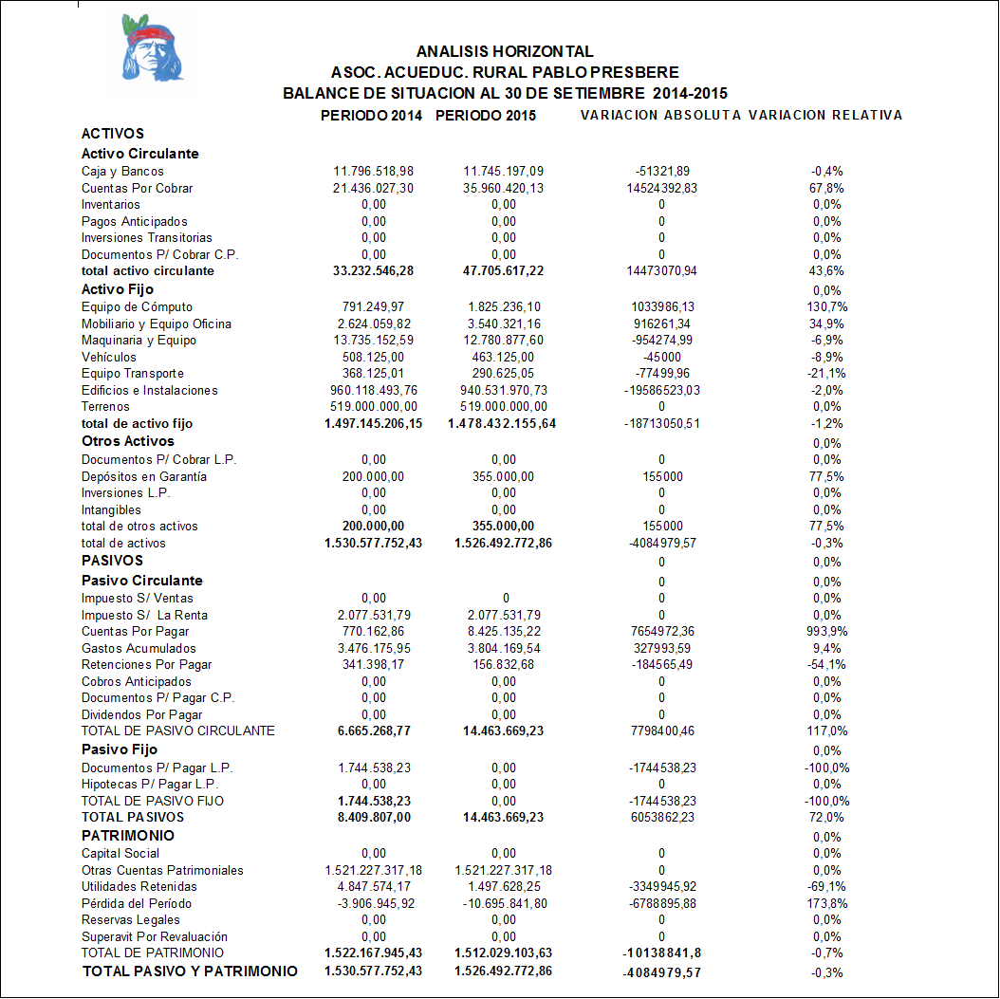 ANALISIS HORIZONTAL
ASOC. ACUEDUC. RURAL PABLO PRESBERE
BALANCE DE SITUACION AL 30 DE SETIEMBRE 2014-2015
PERIODO 2014 PERIODO 2015 VARIACION ABSOLUTA VARIACION RELATIVA
ACTIVOS
Activo Circulante
Caja y Bancos 11.796.518,98 11.745.197,09 -51321,89 -0,4%
Cuentas Por Cobrar 21.436.027,30 35.960.420,13 14524392,83 67,8%
Inventarios 0,00 0,00 0 0,0%
Pagos Anticipados 0,00 0,00 0 0,0%
Inversiones Transitorias 0,00 0,00 0 0,0%
Documentos P/ Cobrar C.P. 0,00 0,00 0 0,0%
total activo circulante 33.232.546,28 47.705.617,22 14473070,94 43,6%
Activo Fijo 0,0%
Equipo de Cómputo 791.249,97 1.825.236,10 1033986,13 130,7%
Mobiliario y Equipo Oficina 2.624.059,82 3.540.321,16 916261,34 34,9%
Maquinaria y Equipo 13.735.152,59 12.780.877,60 -954274,99 -6,9%
Vehículos 508.125,00 463.125,00 -45000 -8,9%
Equipo Transporte 368.125,01 290.625,05 -77499,96 -21,1%
Edificios e Instalaciones 960.118.493,76 940.531.970,73 -19586523,03 -2,0%
Terrenos 519.000.000,00 519.000.000,00 0 0,0%
total de activo fijo 1.497.145.206,15 1.478.432.155,64 -18713050,51 -1,2%
Otros Activos 0,0%
Documentos P/ Cobrar L.P. 0,00 0,00 0 0,0%
Depósitos en Garantía 200.000,00 355.000,00 155000 77,5%
Inversiones L.P. 0,00 0,00 0 0,0%
Intangibles 0,00 0,00 0 0,0%
total de otros activos 200.000,00 355.000,00 155000 77,5%
total de activos 1.530.577.752,43 1.526.492.772,86 -4084979,57 -0,3%
PASIVOS 0 0,0%
Pasivo Circulante 0 0,0%
Impuesto S/ Ventas 0,00 0 0 0,0%
Impuesto S/ La Renta 2.077.531,79 2.077.531,79 0 0,0%
Cuentas Por Pagar 770.162,86 8.425.135,22 7654972,36 993,9%
Gastos Acumulados 3.476.175,95 3.804.169,54 327993,59 9,4%
Retenciones Por Pagar 341.398,17 156.832,68 -184565,49 -54,1%
Cobros Anticipados 0,00 0,00 0 0,0%
Documentos P/ Pagar C.P. 0,00 0,00 0 0,0%
Dividendos Por Pagar 0,00 0,00 0 0,0%
TOTAL DE PASIVO CIRCULANTE 6.665.268,77 14.463.669,23 7798400,46 117,0%
Pasivo Fijo 0,0%
Documentos P/ Pagar L.P. 1.744.538,23 0,00 -1744538,23 -100,0%
Hipotecas P/ Pagar L.P. 0,00 0,00 0 0,0%
TOTAL DE PASIVO FIJO 1.744.538,23 0,00 -1744538,23 -100,0%
TOTAL PASIVOS 8.409.807,00 14.463.669,23 6053862,23 72,0%
PATRIMONIO 0,0%
Capital Social 0,00 0,00 0 0,0%
Otras Cuentas Patrimoniales 1.521.227.317,18 1.521.227.317,18 0 0,0%
Utilidades Retenidas 4.847.574,17 1.497.628,25 -3349945,92 -69,1%
Pérdida del Período -3.906.945,92 -10.695.841,80 -6788895,88 173,8%
Reservas Legales 0,00 0,00 0 0,0%
Superavit Por Revaluación 0,00 0,00 0 0,0%
TOTAL DE PATRIMONIO 1.522.167.945,43 1.512.029.103,63 -10138841,8 -0,7%
TOTAL PASIVO Y PATRIMONIO 1.530.577.752,43 1.526.492.772,86 -4084979,57 -0,3%